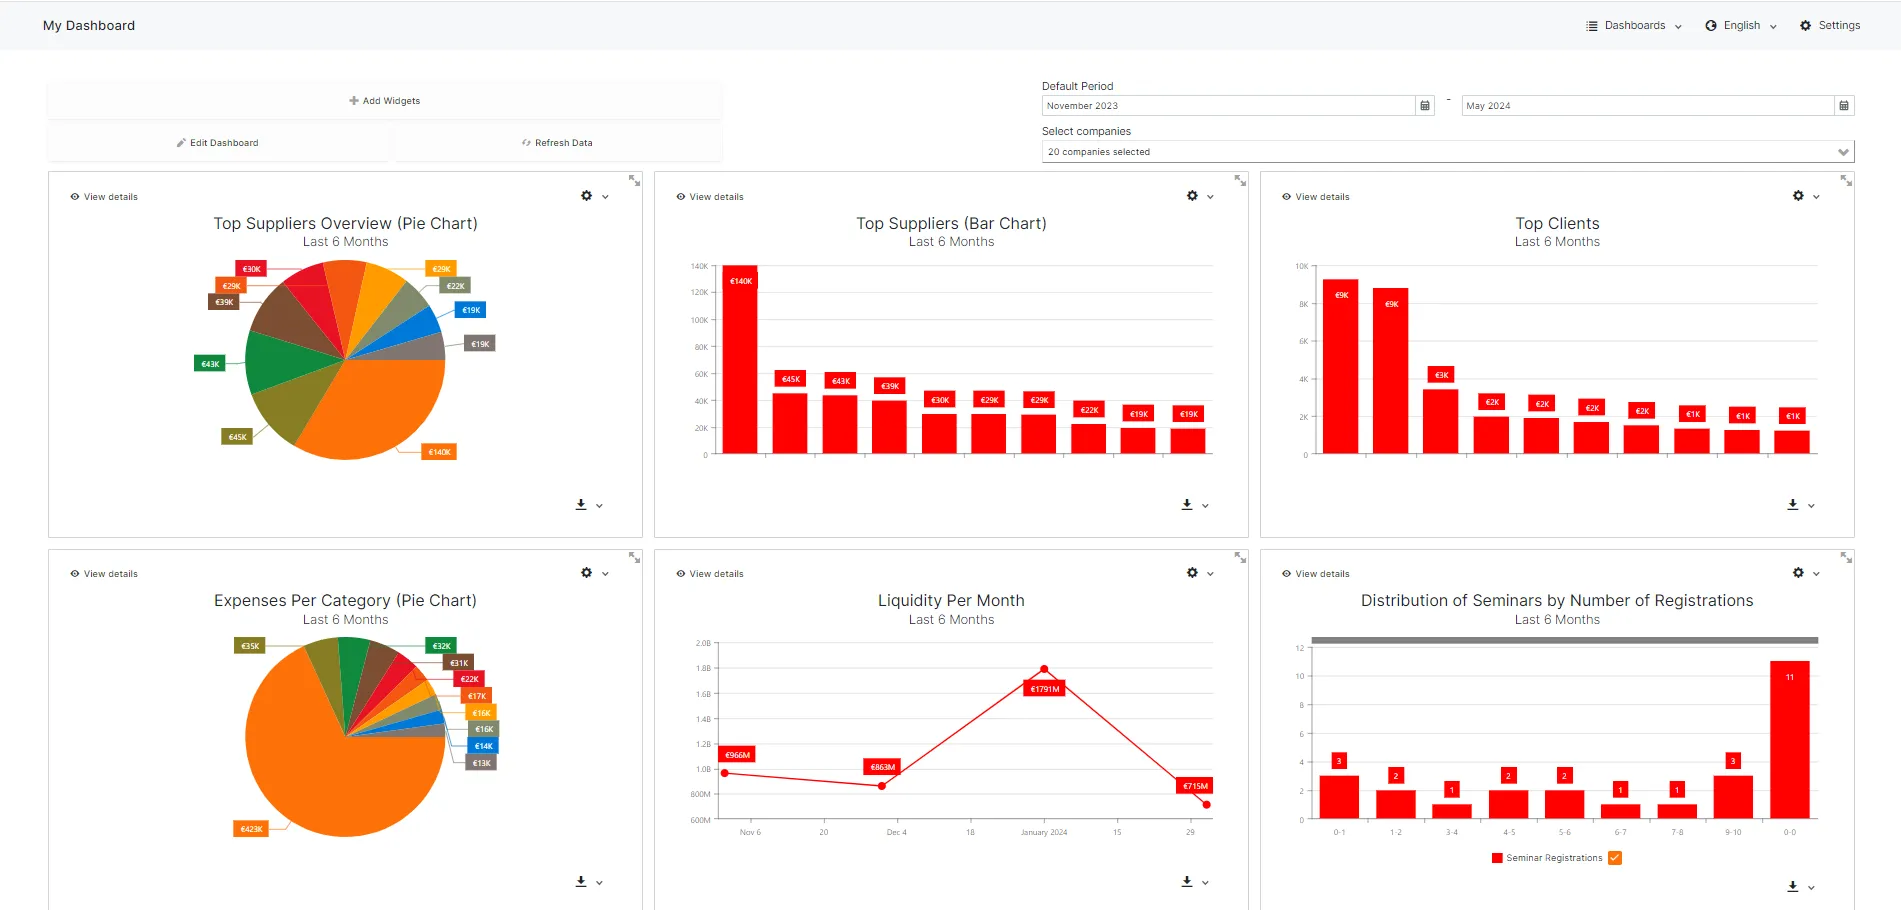 My Dashboard
Dashboards
English
Settings
Add Widgets
Edit Dashboard
Refresh Data
Default Period
November 2023
-
May 2024
Select companies
20 companies selected
View details
Top Suppliers Overview (Pie Chart)
Last 6 Months
€30K
€29K
€39K
€43K
€45K
€29K
€22K
€19K
€19K
€140K
View details
Top Suppliers (Bar Chart)
Last 6 Months
140K
120K
100K
80K
60K
40K
20K
0
€140K
€45K
€43K
€39K
€30K
€29K
€29K
€22K
€19K
€19K
View details
Top Clients
Last 6 Months
10K
8K
6K
4K
2K
0
€9K
€9K
€3K
€2K
€2K
€2K
€2K
€1K
€1K
€1K
View details
Expenses Per Category (Pie Chart)
Last 6 Months
€35K
€32K
€31K
€22K
€17K
€16K
€16K
€14K
€13K
€423K
View details
Liquidity Per Month
Last 6 Months
2.0B
1.8B
1.6B
1.4B
1.2B
1.0B
800M
600M
€966M
€863M
€1791M
€715M
Nov 6
20
Dec 4
18
January 2024
15
29
View details
Distribution of Seminars by Number of Registrations
Last 6 Months
12
10
8
6
4
2
0
3
2
1
2
2
1
1
3
11
0-1
1-2
3-4
4-5
5-6
6-7
7-8
9-10
0-0
Seminar Registrations